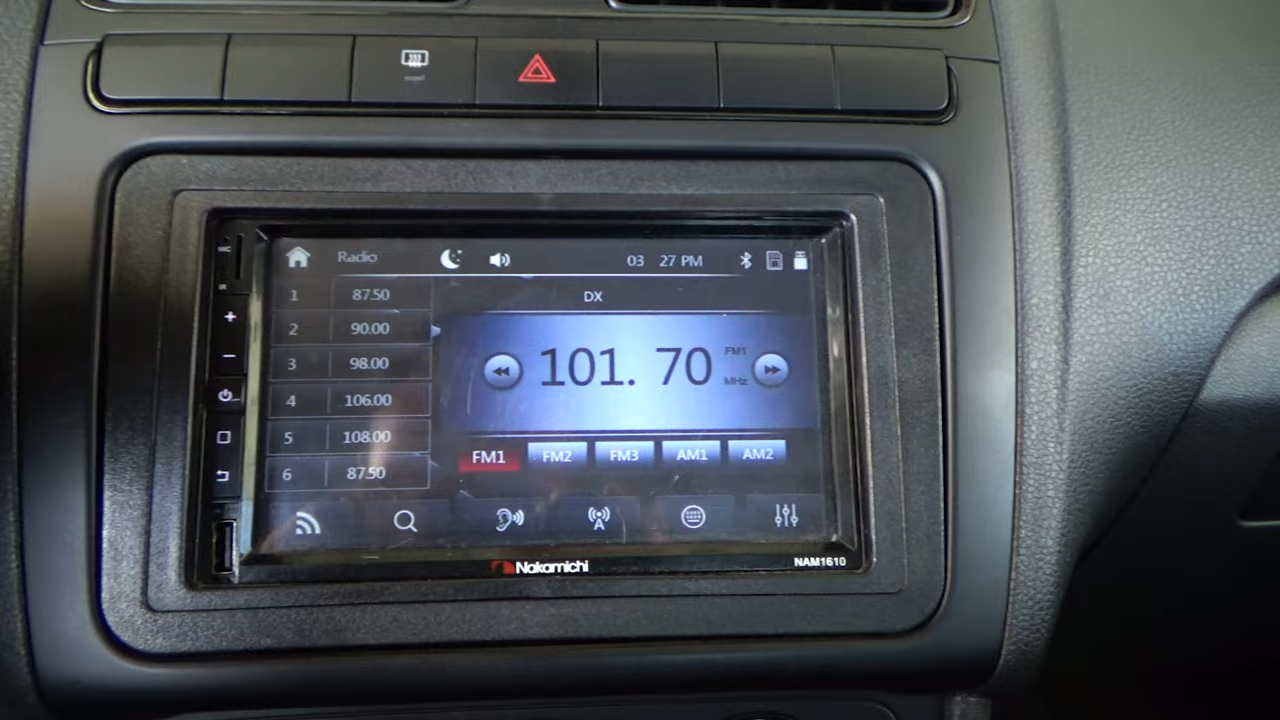 Radio 03 27 PM
1 87.50
2 90.00
3 98.00
4 106.00
5 108.00
6 87.50
DX
101. 70
FM1
MHz
FM1 FM2 FM3 AM1 AM2
A
Nakamichi
NAM1610